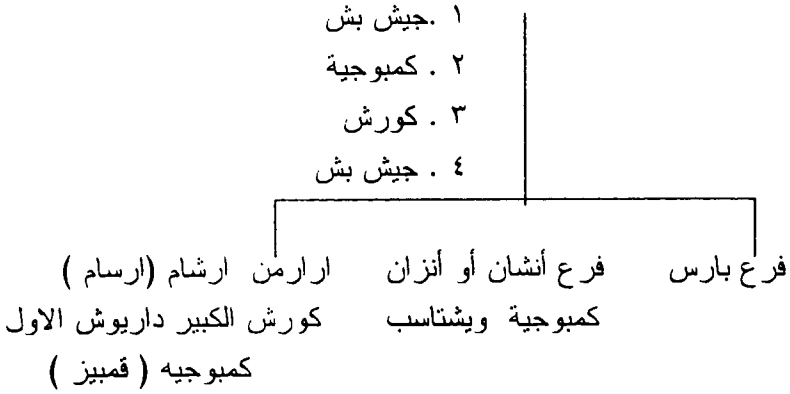 ١ .جيش بش
٢ . كمبوجية
٣ . كورش
٤ . جيش بش
فرع بارس فرع أنشان أو أنزان ارارمن ارشام (ارسام )
كمبوجية ويشتاسب كورش الكبير داريوش الاول
كمبوجيه ( قمبيز )